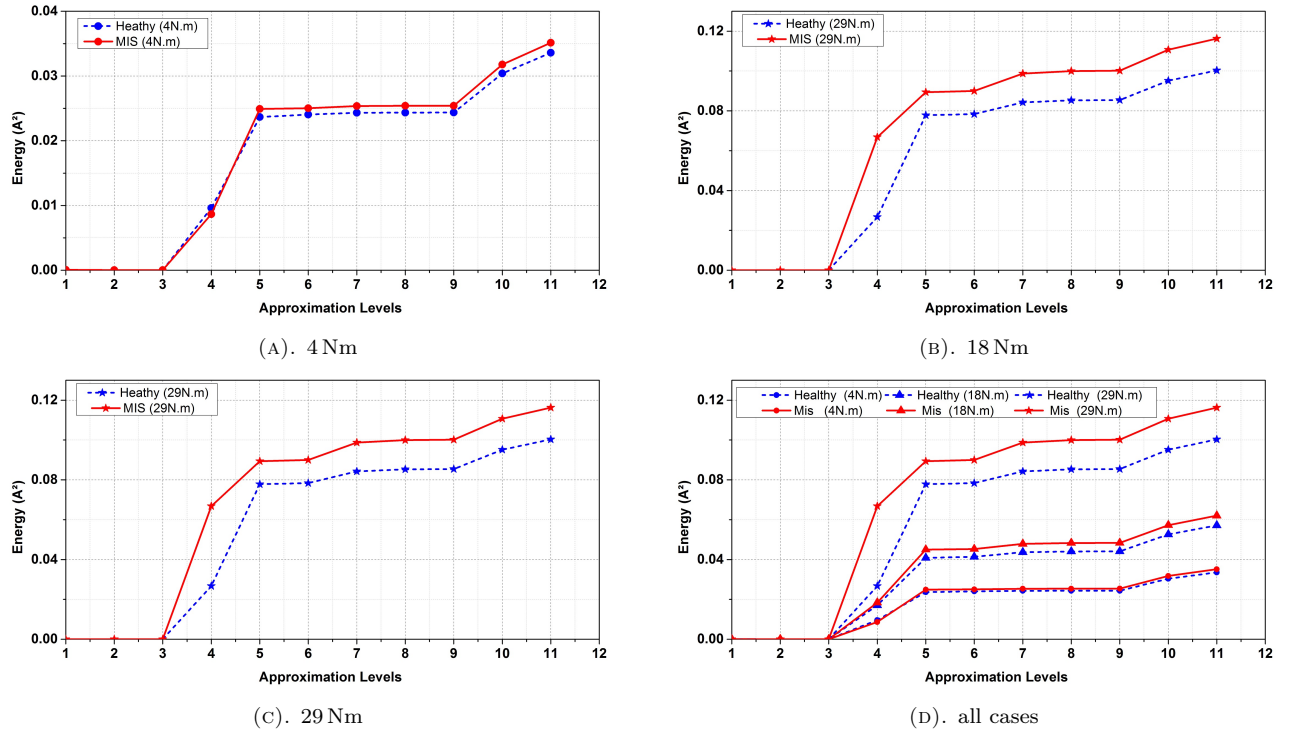 Heathy (4N.m)
MIS (4N.m)
0.04
0.03
0.02
0.01
0.00
Energy (A²)
1 2 3 4 5 6 7 8 9 10 11 12
Approximation Levels
(A). 4 Nm
Heathy (29N.m)
MIS (29N.m)
0.12
0.08
0.04
0.00
Energy (A²)
1 2 3 4 5 6 7 8 9 10 11 12
Approximation Levels
(B). 18 Nm
Heathy (29N.m)
MIS (29N.m)
0.12
0.08
0.04
0.00
Energy (A²)
1 2 3 4 5 6 7 8 9 10 11 12
Approximation Levels
(C). 29 Nm
Healthy (4N.m) Healthy (18N.m) Healthy (29N.m)
Mis (4N.m) Mis (18N.m) Mis (29N.m)
0.12
0.08
0.04
0.00
Energy (A²)
1 2 3 4 5 6 7 8 9 10 11 12
Approximation Levels
(D). all cases